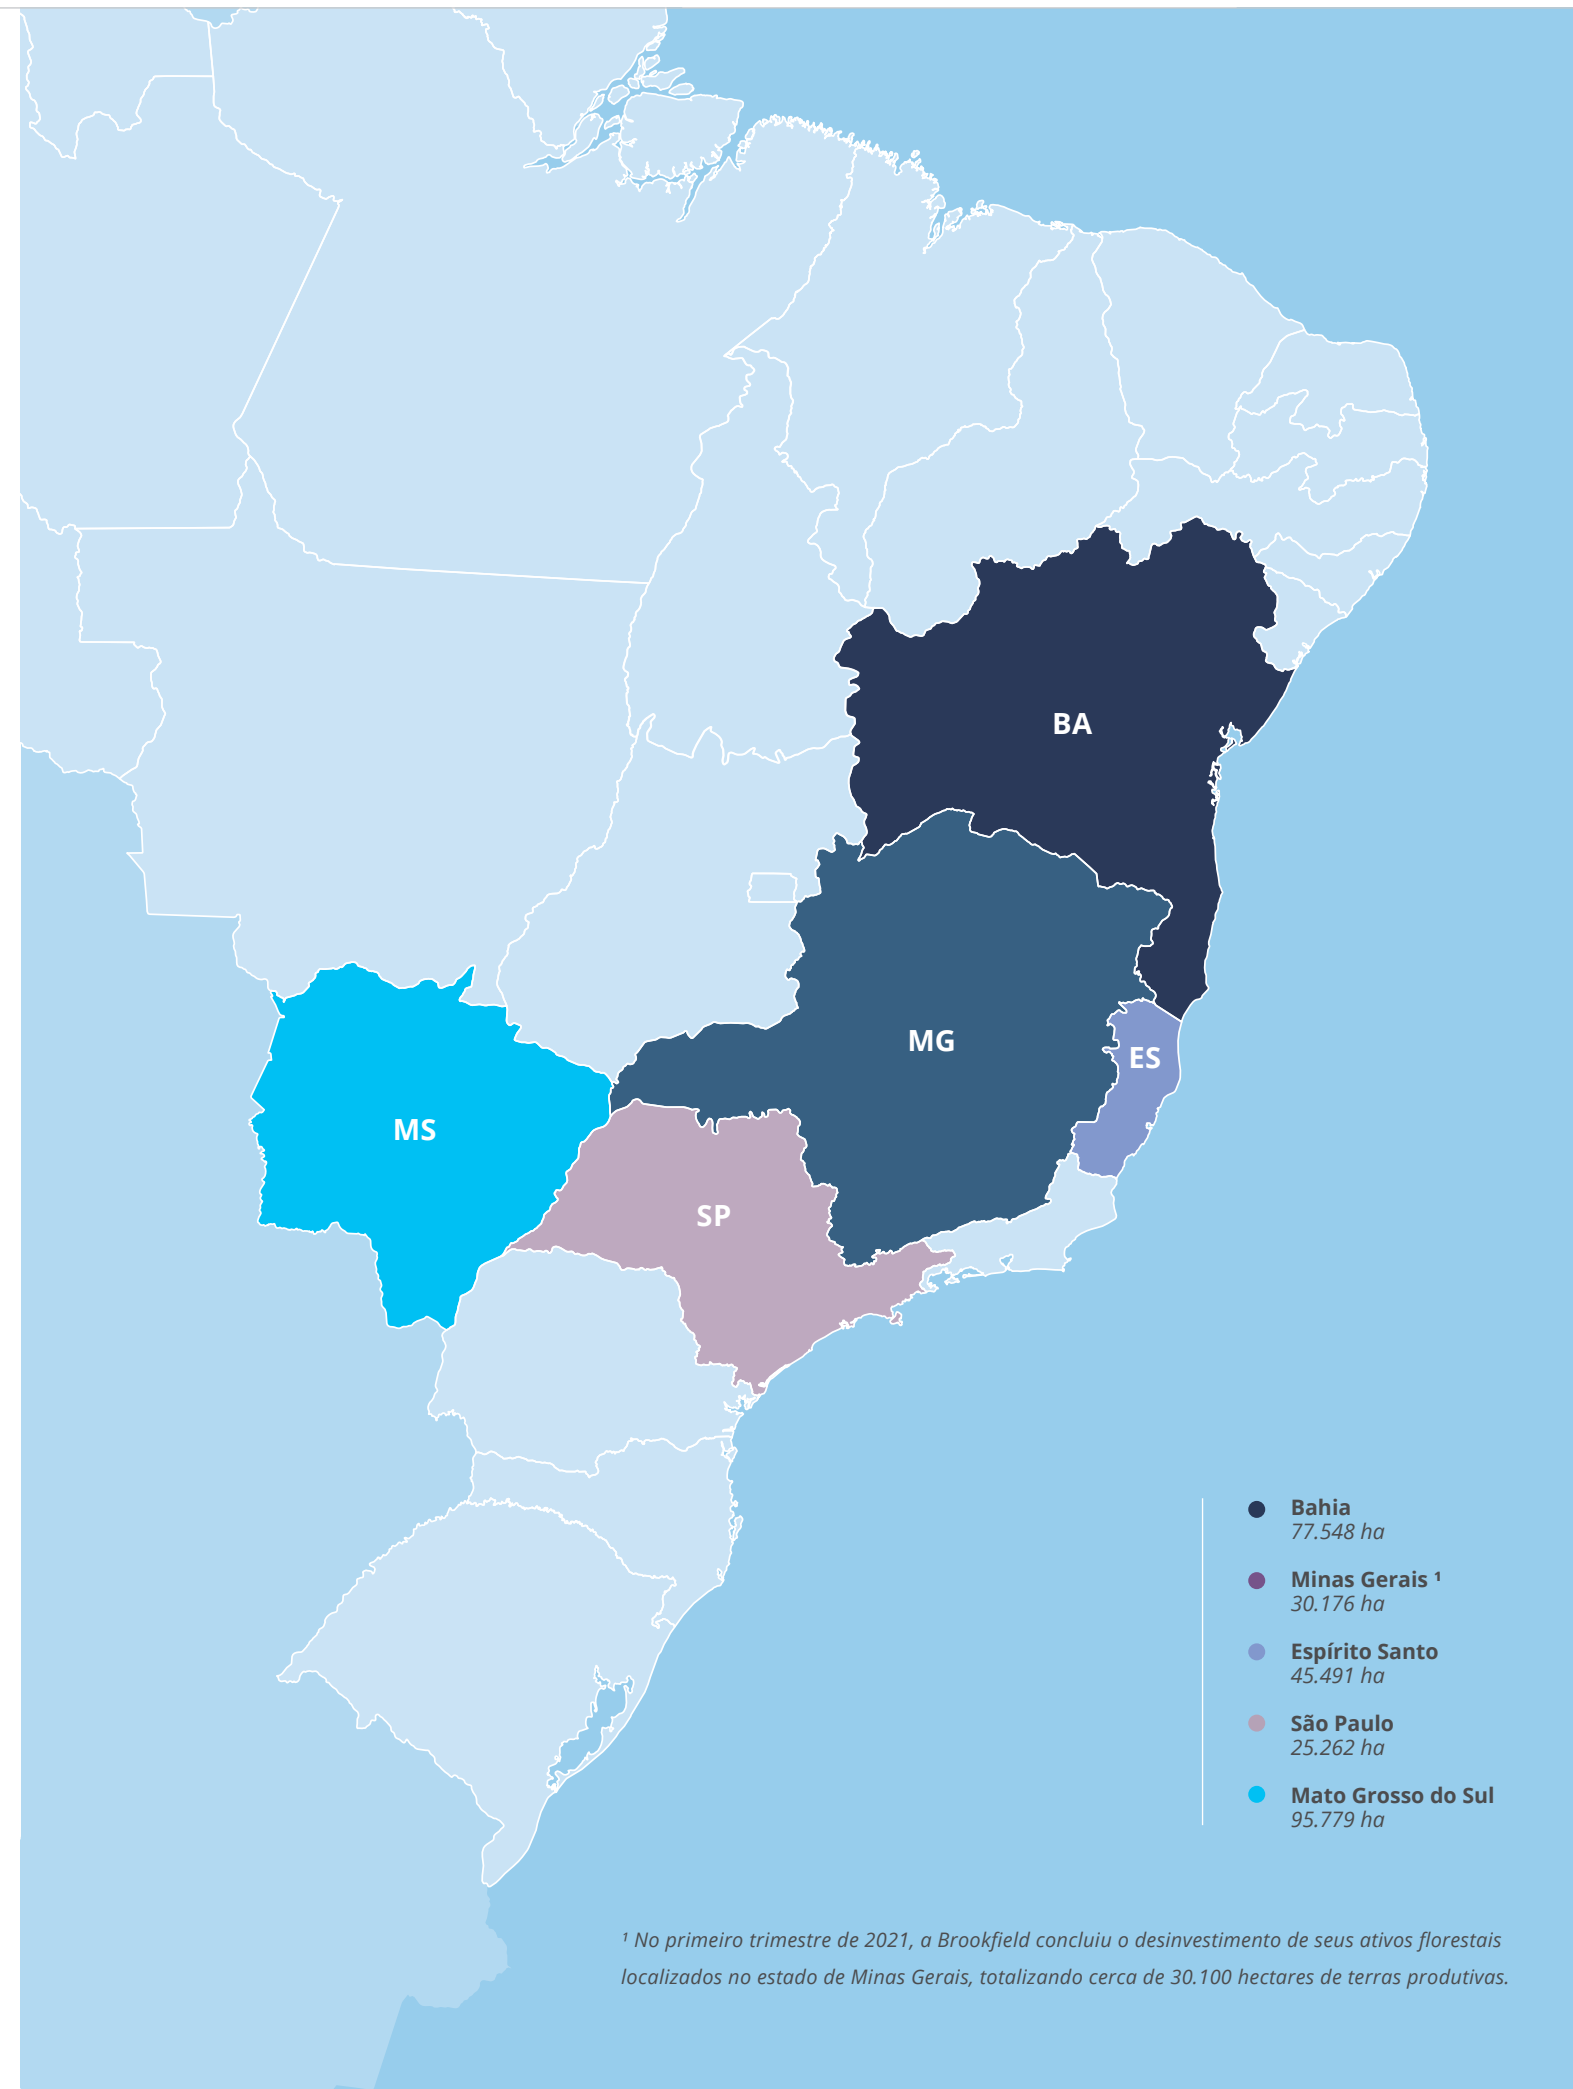 BA
MG
ES
MS
SP
Bahia
77.548 ha
Minas Gerais ¹
30.176 ha
Espírito Santo
45.491 ha
São Paulo
25.262 ha
Mato Grosso do Sul
95.779 ha
¹ No primeiro trimestre de 2021, a Brookfield concluiu o desinvestimento de seus ativos florestais
localizados no estado de Minas Gerais, totalizando cerca de 30.100 hectares de terras produtivas.